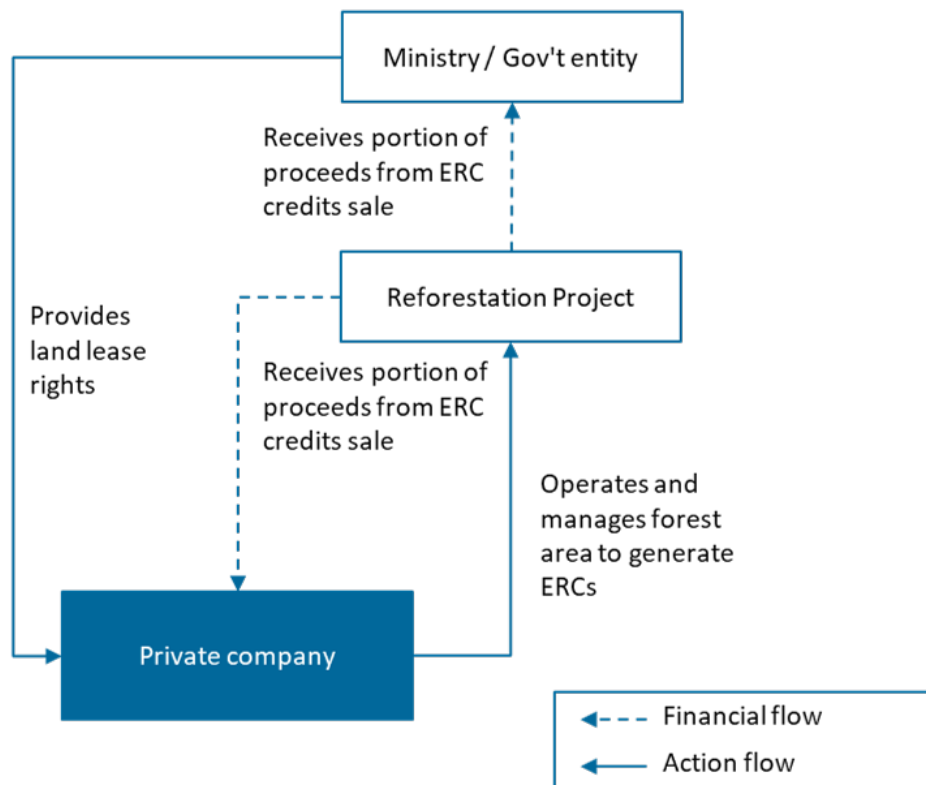 Ministry / Gov't entity
Receives portion of
proceeds from ERC
credits sale
Reforestation Project
Provides
land lease
rights
Receives portion of
proceeds from ERC
credits sale
Operates and
manages forest
area to generate
ERCs
Private company
Financial flow
Action flow